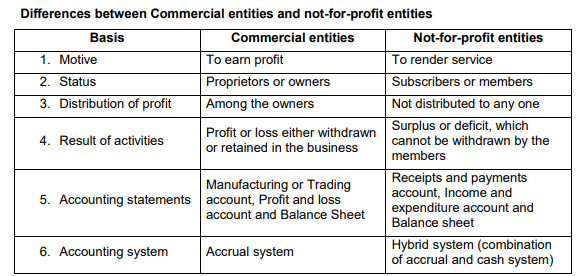 Differences between Commercial entities and not-for-profit entities
Basis
Commercial entities
Not-for-profit entities
1. Motive
To earn profit
To render service
2. Status
Proprietors or owners
Subscribers or members
3. Distribution of profit
Among the owners
Not distributed to any one
4. Result of activities
Profit or loss either withdrawn
or retained in the business
Surplus or deficit, which
cannot be withdrawn by the
members
5. Accounting statements
Manufacturing or Trading
account, Profit and loss
account and Balance Sheet
Receipts and payments
account, Income and
expenditure account and
Balance sheet
6. Accounting system
Accrual system
Hybrid system (combination
of accrual and cash system)